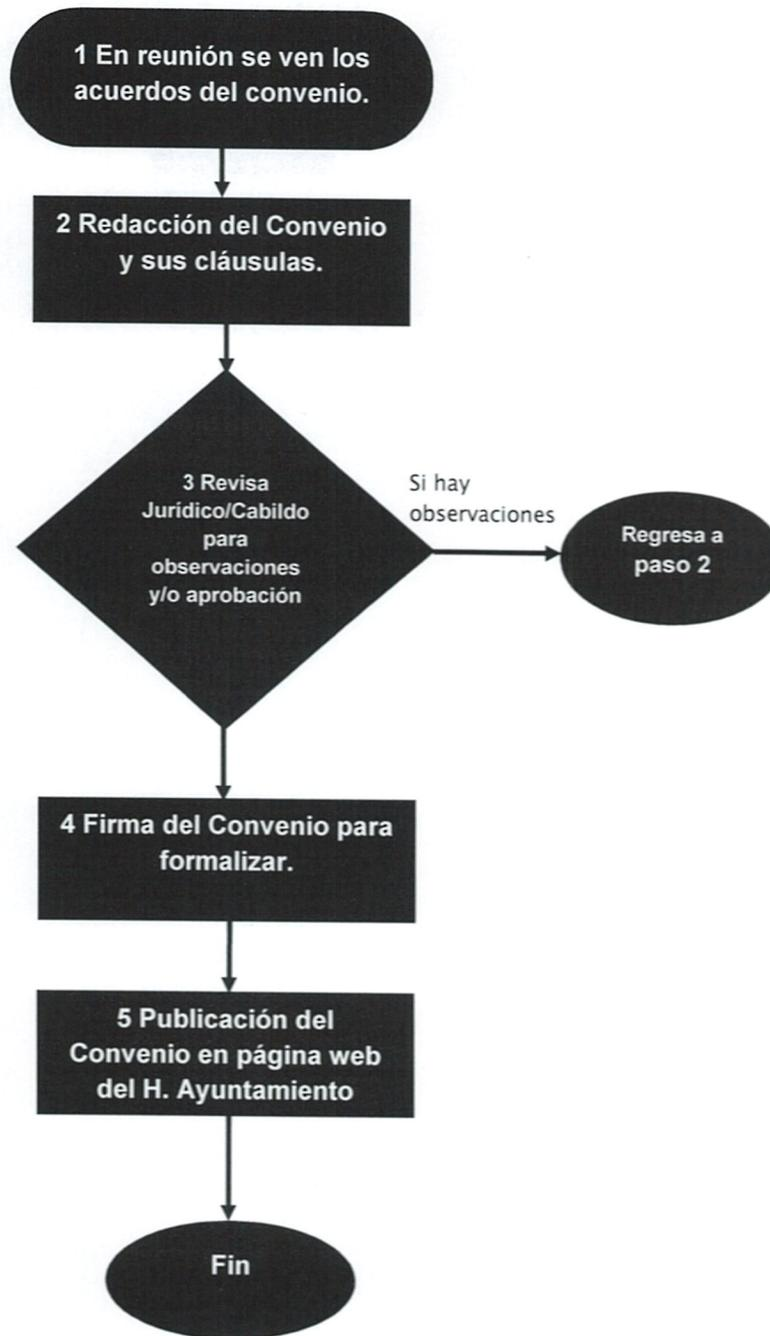 1 En reunión se ven los
acuerdos del convenio.
2 Redacción del Convenio
y sus cláusulas.
3 Revisa
Jurídico/Cabildo
para
observaciones
y/o aprobación
Si hay
observaciones
Regresa a
paso 2
4 Firma del Convenio para
formalizar.
5 Publicación del
Convenio en página web
del H. Ayuntamiento
Fin